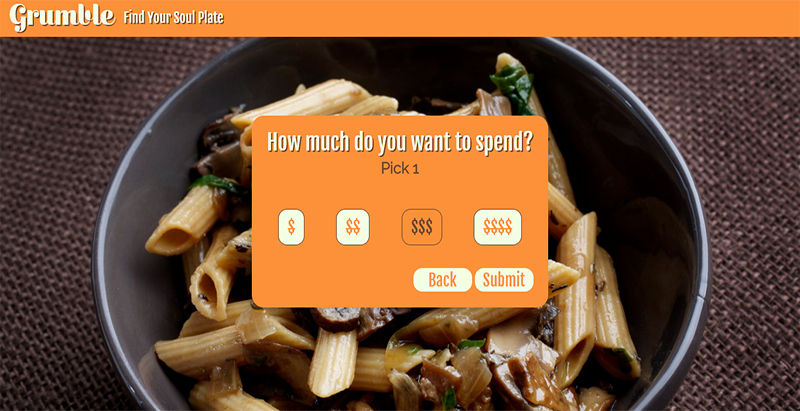 Grumble Find Your Soul Plate
How much do you want to spend?
Pick 1
$ $$ $$$ $$$$
Back Submit